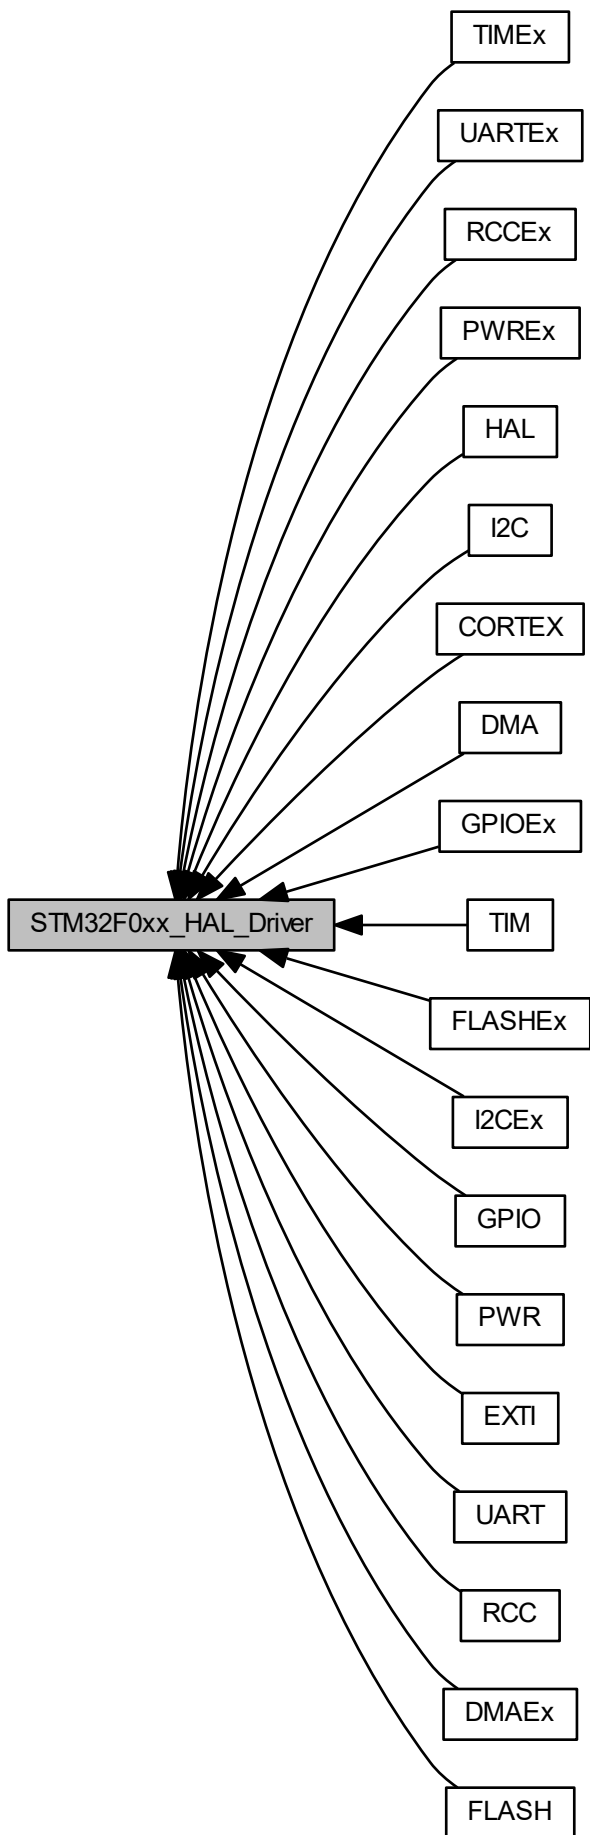 TIMEx
UARTEx
RCCEx
PWREx
HAL
I2C
CORTEX
DMA
GPIOEx
STM32F0xx_HAL_Driver
TIM
FLASHEx
I2CEx
GPIO
PWR
EXTI
UART
RCC
DMAEx
FLASH